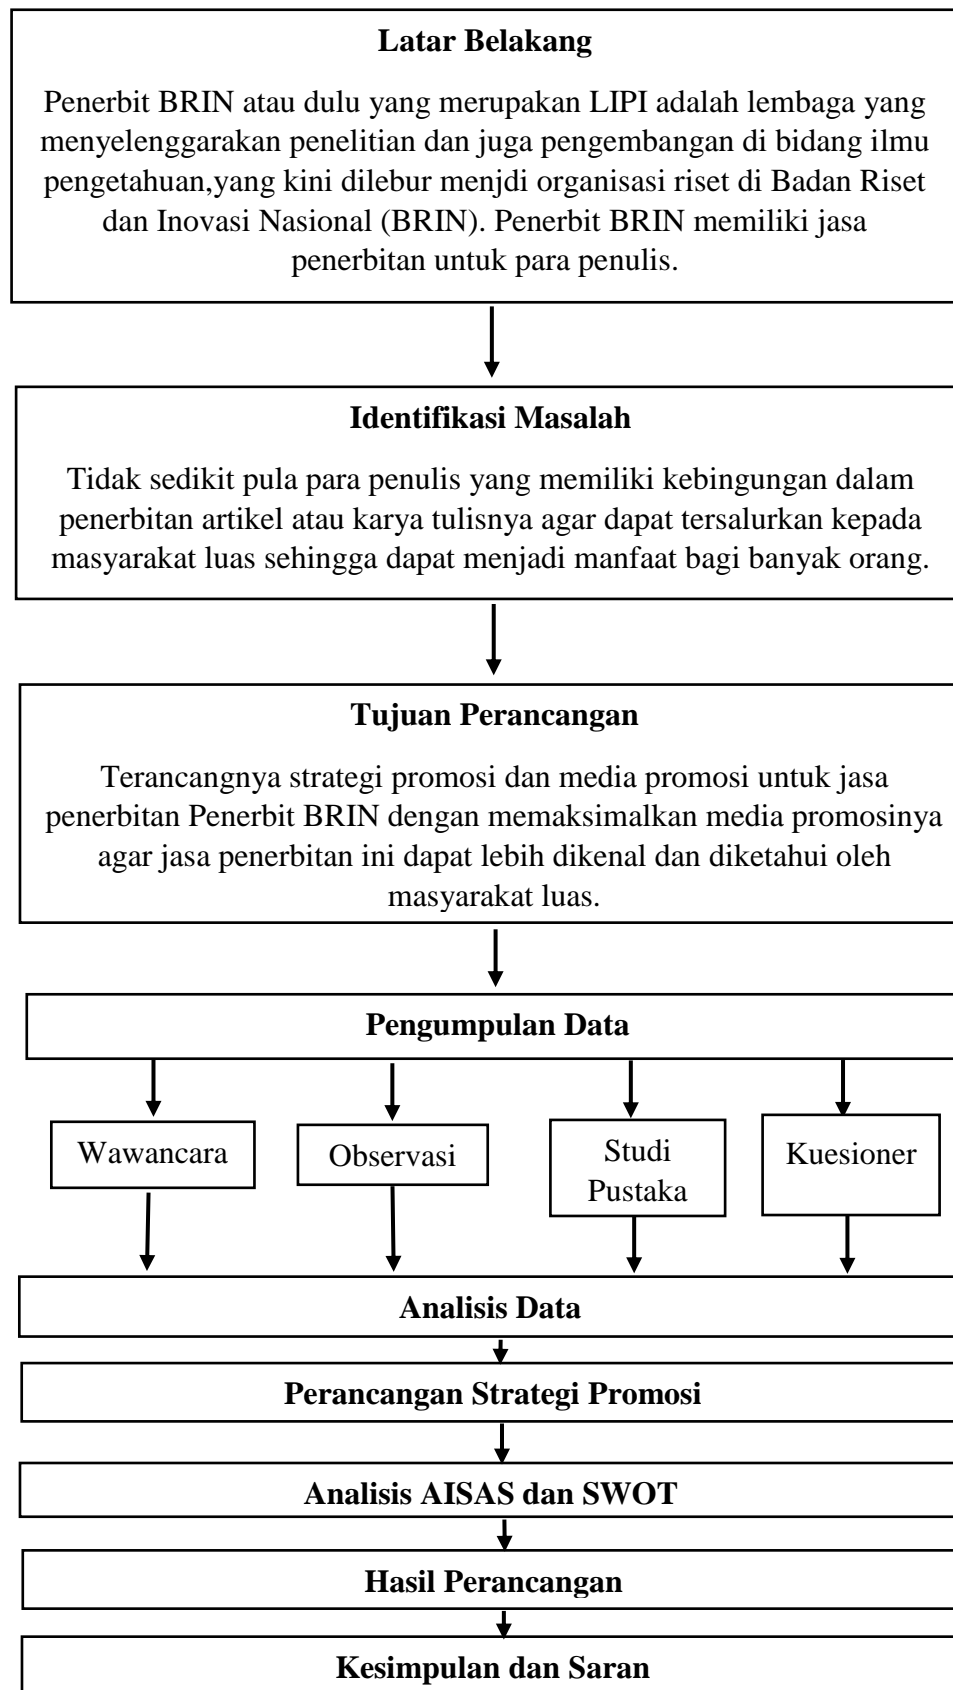 Latar Belakang
Penerbit BRIN atau dulu yang merupakan LIPI adalah lembaga yang
menyelenggarakan penelitian dan juga pengembangan di bidang ilmu
pengetahuan,yang kini dilebur menjdi organisasi riset di Badan Riset
dan Inovasi Nasional (BRIN). Penerbit BRIN memiliki jasa
penerbitan untuk para penulis.
Identifikasi Masalah
Tidak sedikit pula para penulis yang memiliki kebingungan dalam
penerbitan artikel atau karya tulisnya agar dapat tersalurkan kepada
masyarakat luas sehingga dapat menjadi manfaat bagi banyak orang.
Tujuan Perancangan
Terancangnya strategi promosi dan media promosi untuk jasa
penerbitan Penerbit BRIN dengan memaksimalkan media promosinya
agar jasa penerbitan ini dapat lebih dikenal dan diketahui oleh
masyarakat luas.
Pengumpulan Data
Wawancara
Observasi
Studi
Pustaka
Kuesioner
Analisis Data
Perancangan Strategi Promosi
Analisis AISAS dan SWOT
Hasil Perancangan
Kesimpulan dan Saran